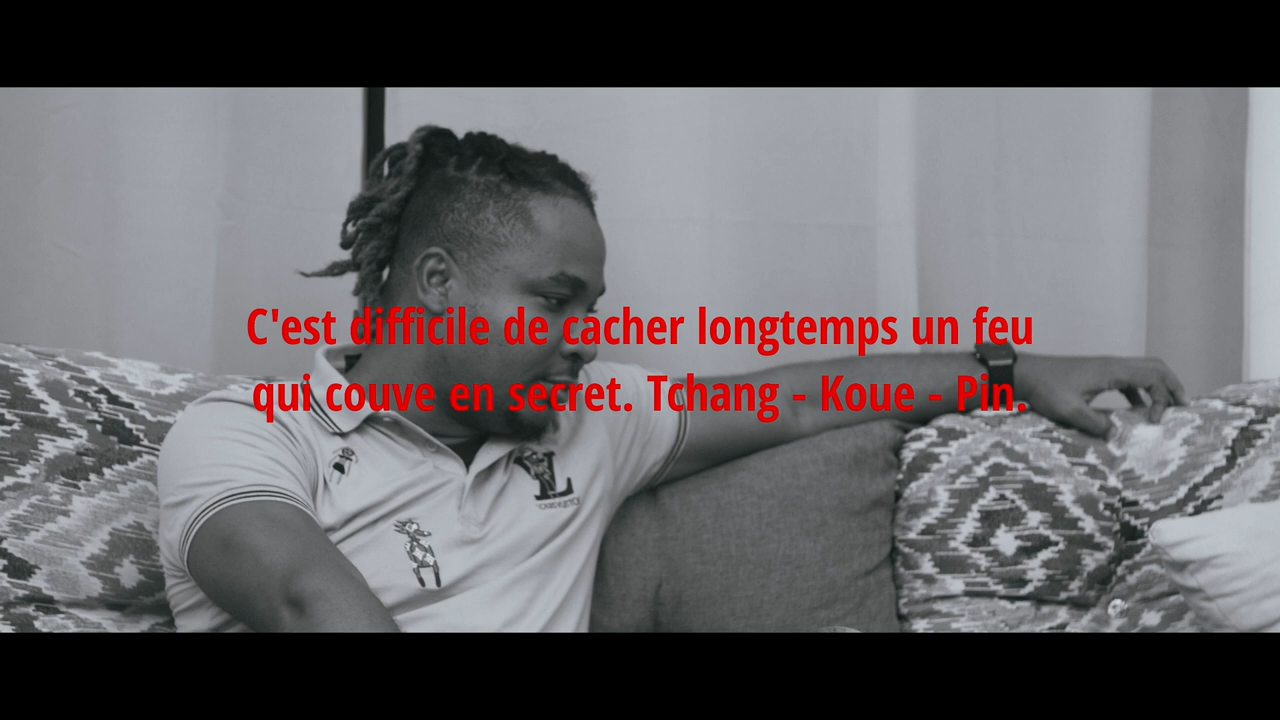 C'est difficile de cacher longtemps un feu
qui couve en secret. Tchang - Koue - Pin.